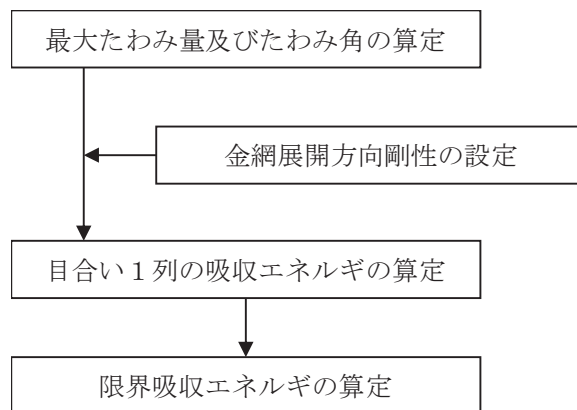 最大たわみ量及びたわみ角の算定
金網展開方向剛性の設定
目合い1列の吸収エネルギの算定
限界吸収エネルギの算定